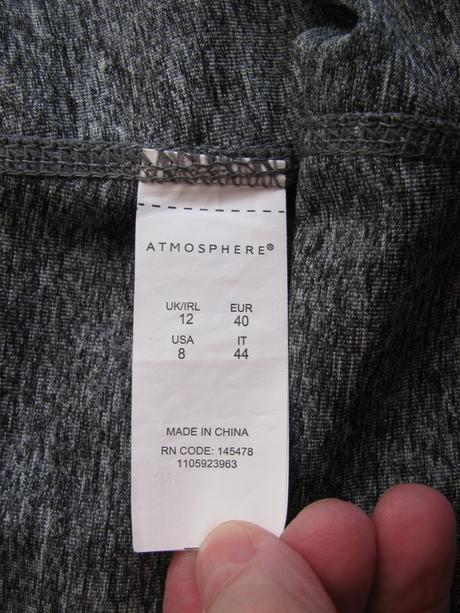 ATMOSPHERE®
UK/IRL EUR
12 40
USA IT
8 44
MADE IN CHINA
RN CODE: 145478
1105923963